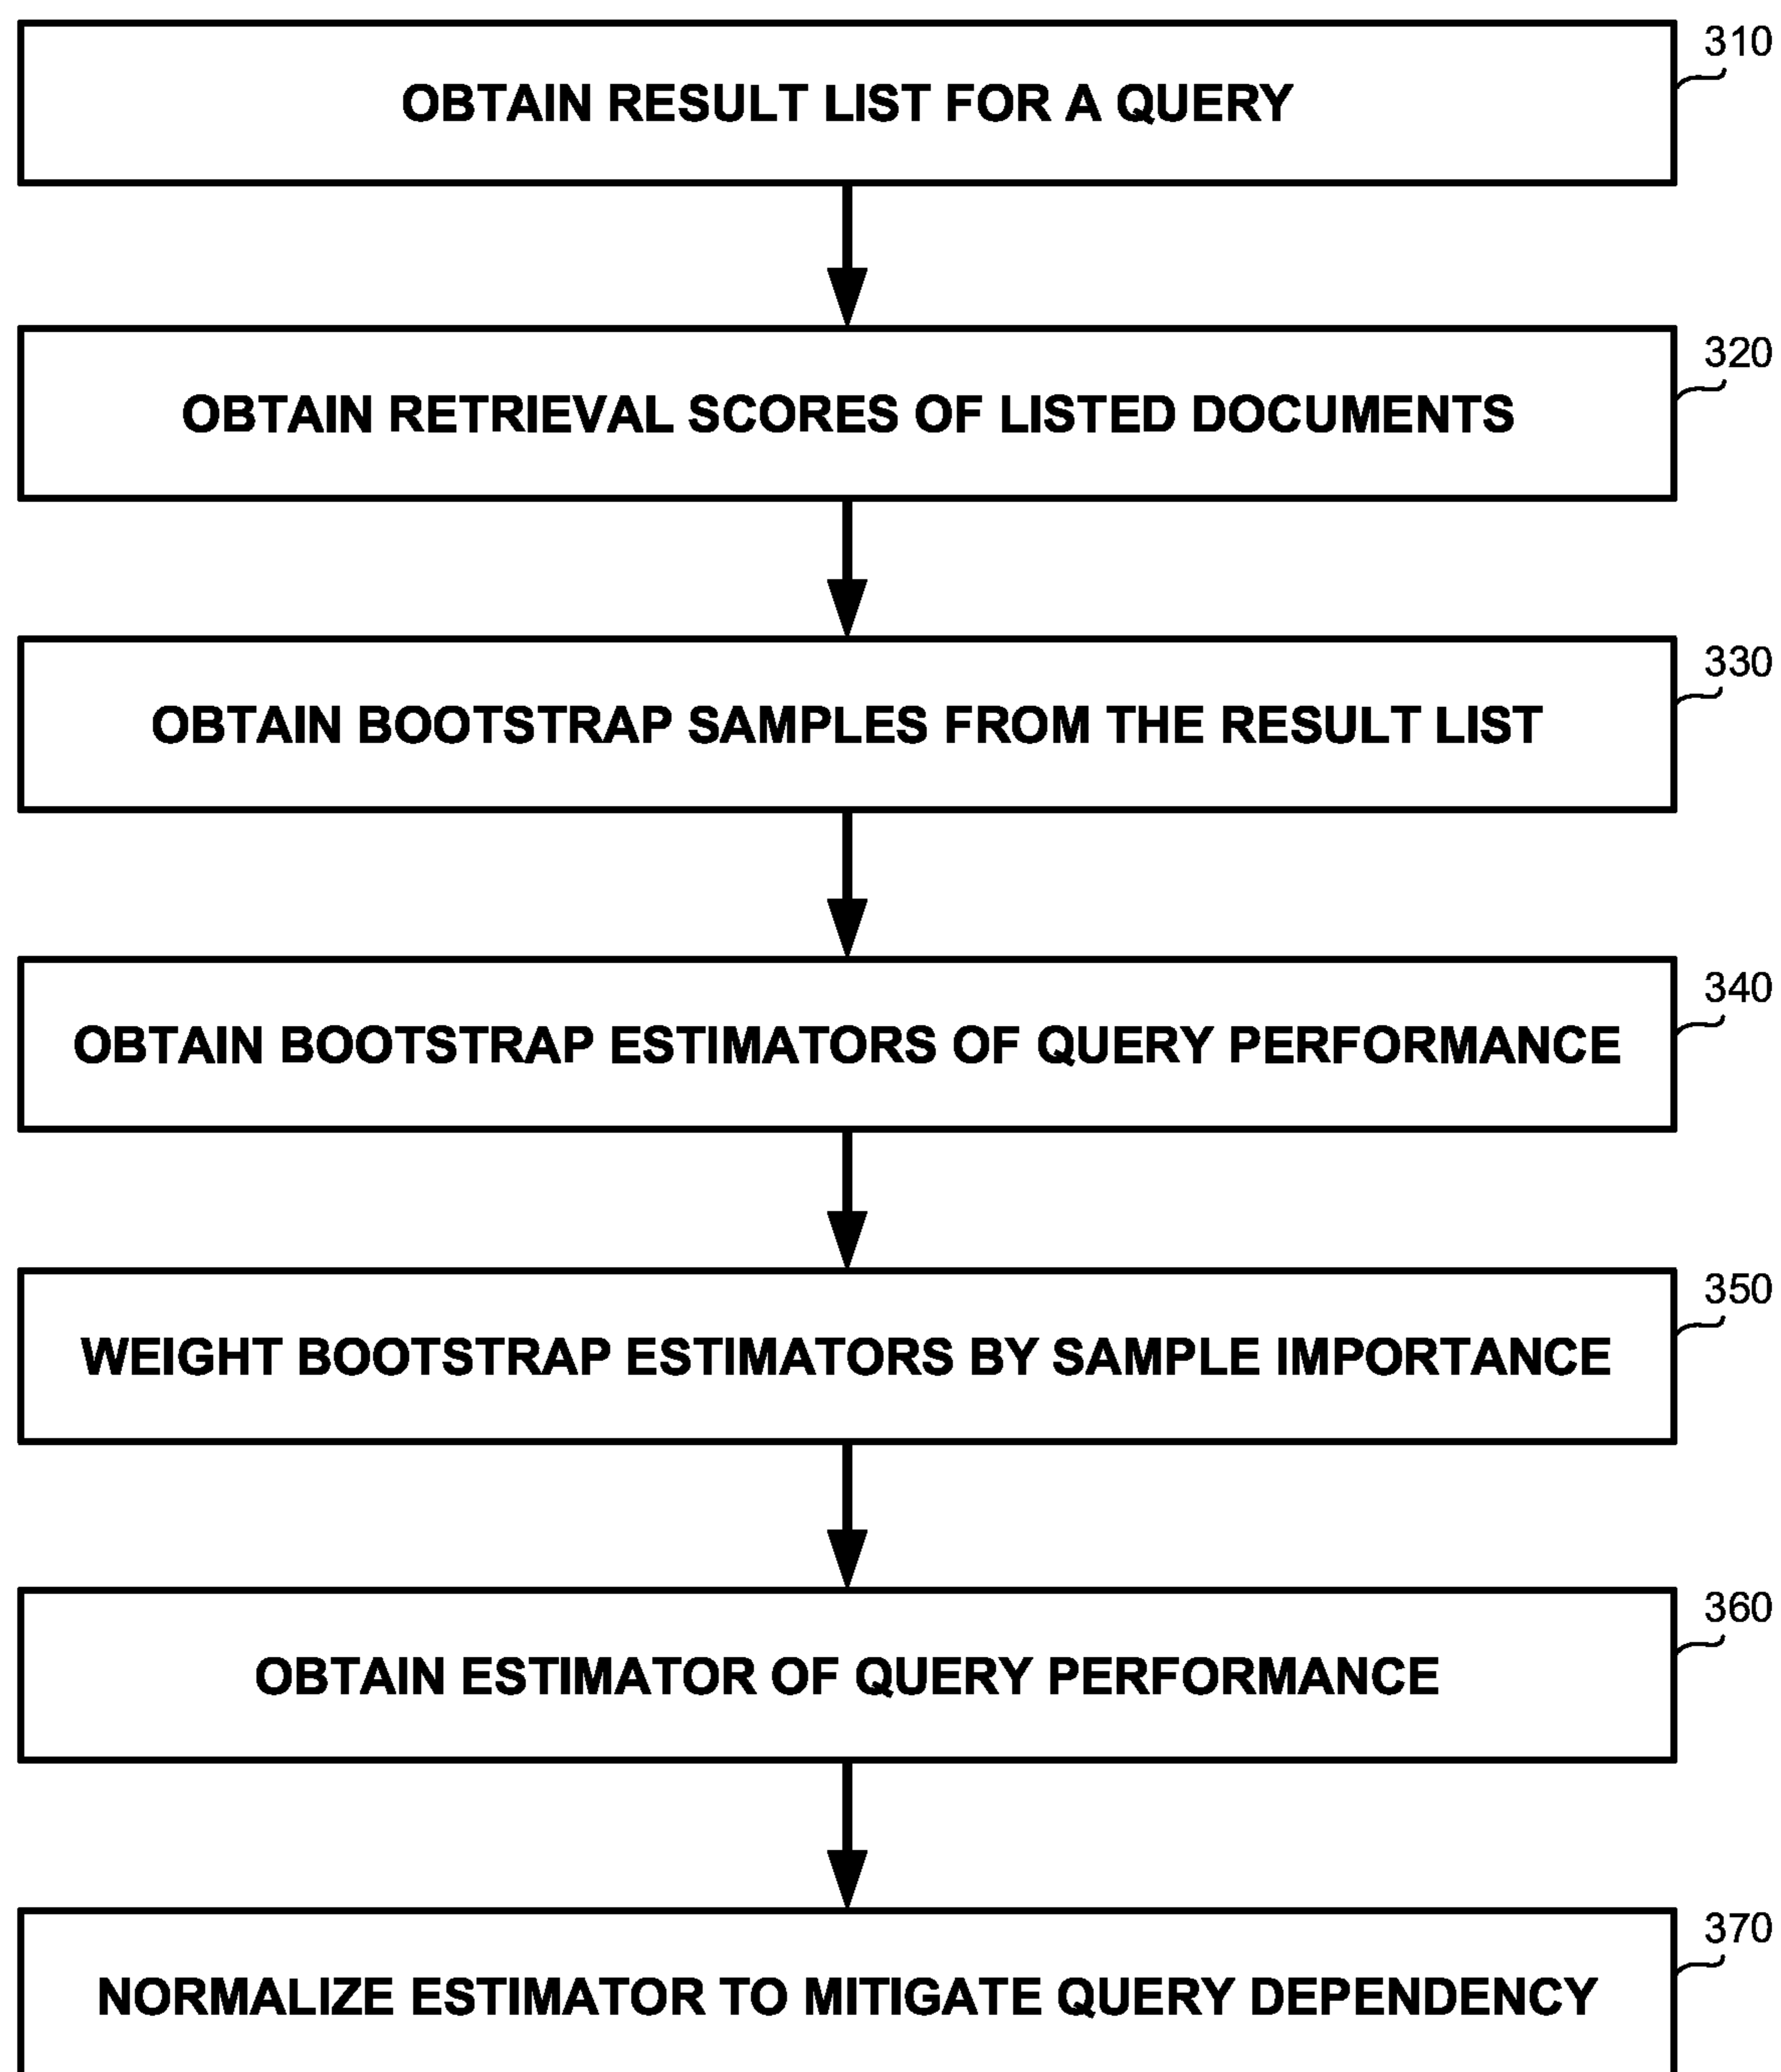 310
OBTAIN RESULT LIST FOR A QUERY
320
OBTAIN RETRIEVAL SCORES OF LISTED DOCUMENTS
330
OBTAIN BOOTSTRAP SAMPLES FROM THE RESULT LIST
340
OBTAIN BOOTSTRAP ESTIMATORS OF QUERY PERFORMANCE
350
WEIGHT BOOTSTRAP ESTIMATORS BY SAMPLE IMPORTANCE
360
OBTAIN ESTIMATOR OF QUERY PERFORMANCE
370
NORMALIZE ESTIMATOR TO MITIGATE QUERY DEPENDENCY